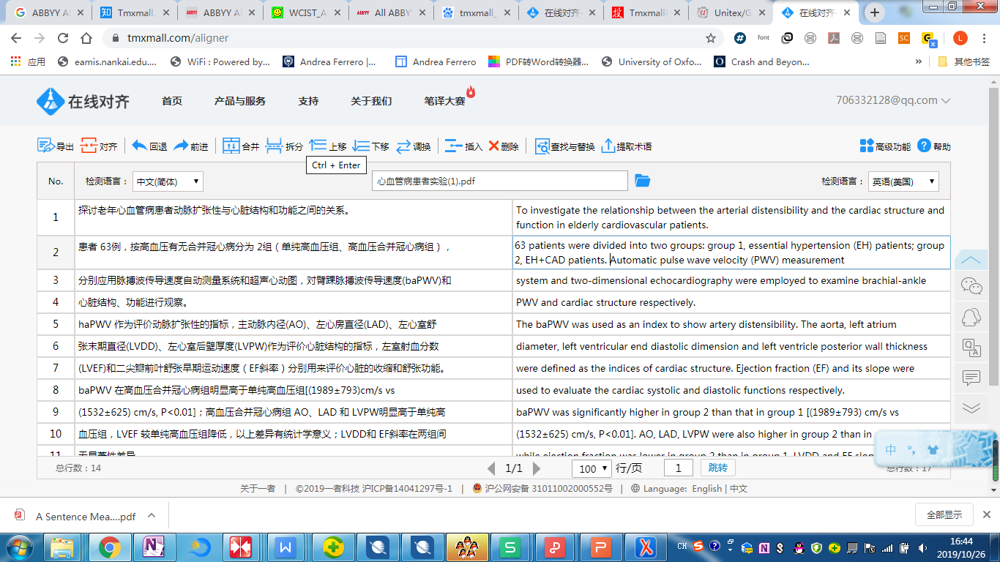 ABBYY A
Tmxmall_
ABBYY A
WCIST_A
All ABBY
tmxmall_
在线对齐-
Tmxmall
Unitex/G
在线对齐-
tmxmall.com/aligner
应用
eamis.nankai.edu....
WiFi : Powered by...
Andrea Ferrero |...
Andrea Ferrero
PDF转Word转换器...
University of Oxfo...
Crash and Beyon...
»
其他书签
在线对齐
首页
产品与服务
支持
关于我们
笔译大赛
706332128@qq.com
导出
对齐
回退
前进
合并
拆分
上移
下移
调换
插入
删除
查找与替换
提取术语
高级功能
帮助
Ctrl + Enter
No.
检测语言：
中文(简体)
心血管病患者实验(1).pdf
检测语言：
英语(美国)
1
探讨老年心血管病患者动脉扩张性与心脏结构和功能之间的关系。
To investigate the relationship between the arterial distensibility and the cardiac structure and
function in elderly cardiovascular patients.
2
患者 63例，按高血压有无合并冠心病分为 2组（单纯高血压组、高血压合并冠心病组），
63 patients were divided into two groups: group 1, essential hypertension (EH) patients; group
2, EH+CAD patients. Automatic pulse wave velocity (PWV) measurement
3
分别应用脉搏波传导速度自动测量系统和超声心动图，对臂踝脉搏波传导速度(baPWV)和
system and two-dimensional echocardiography were employed to examine brachial-ankle
4
心脏结构、功能进行观察。
PWV and cardiac structure respectively.
5
haPWV 作为评价动脉扩张性的指标，主动脉内径(AO)、左心房直径(LAD)、左心室舒
The baPWV was used as an index to show artery distensibility. The aorta, left atrium
6
张末期直径(LVDD)、左心室后壁厚度(LVPW)作为评价心脏结构的指标，左室射血分数
diameter, left ventricular end diastolic dimension and left ventricle posterior wall thickness
7
(LVEF)和二尖瓣前叶舒张早期运动速度（EF斜率）分别用来评价心脏的收缩和舒张功能。
were defined as the indices of cardiac structure. Ejection fraction (EF) and its slope were
8
baPWV 在高血压合并冠心病组明显高于单纯高血压组[(1989±793)cm/s vs
used to evaluate the cardiac systolic and diastolic functions respectively.
9
(1532±625) cm/s, P<0.01]；高血压合并冠心病组 AO、LAD 和 LVPW明显高于单纯高
baPWV was significantly higher in group 2 than that in group 1 [(1989±793) cm/s vs
10
血压组，LVEF 较单纯高血压组降低，以上差异有统计学意义；LVDD和 EF斜率在两组间
(1532±625) cm/s, P<0.01]. AO, LAD, LVPW were also higher in group 2 than in
11
无显著性差异
while ejection fraction was lower in group 2 than in group 1. LVDD and EF slop
总行数：14
1/1
100
行/页
1
跳转
总行数：17
中
关于一者 | ©2019一者科技 沪ICP备14041297号-1 | 沪公网安备 31011002000552号 | Language: English | 中文
A Sentence Mea....pdf
全部显示
CH
16:44
2019/10/26